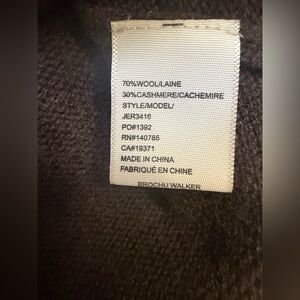 70%WOOL/LAINE
30%CASHMERE/CACHEMIRE
STYLE/MODEL/
JER3416
PO#1392
RN#140785
CA#19371
MADE IN CHINA
FABRIQUÉ EN CHINE
BROCHU WALKER